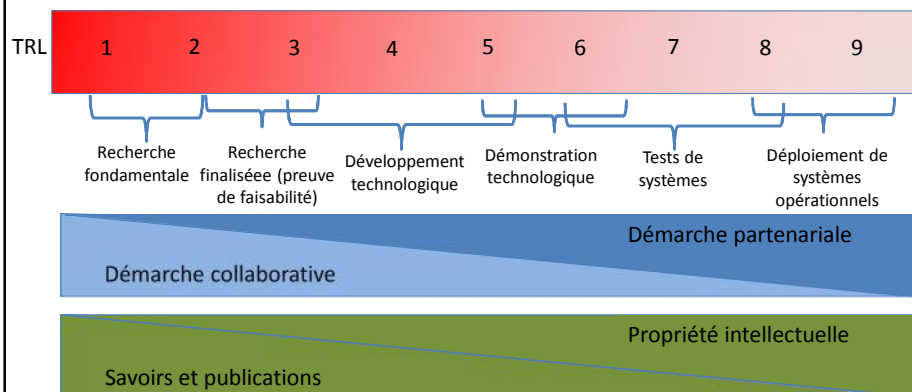 TRL 1 2 3 4 5 6 7 8 9
Recherche
fondamentale
Recherche
finaliséee (preuve
de faisabilité)
Développement
technologique
Démonstration
technologique
Tests de
systèmes
Déploiement de
systèmes
opérationnels
Démarche partenariale
Démarche collaborative
Propriété intellectuelle
Savoirs et publications